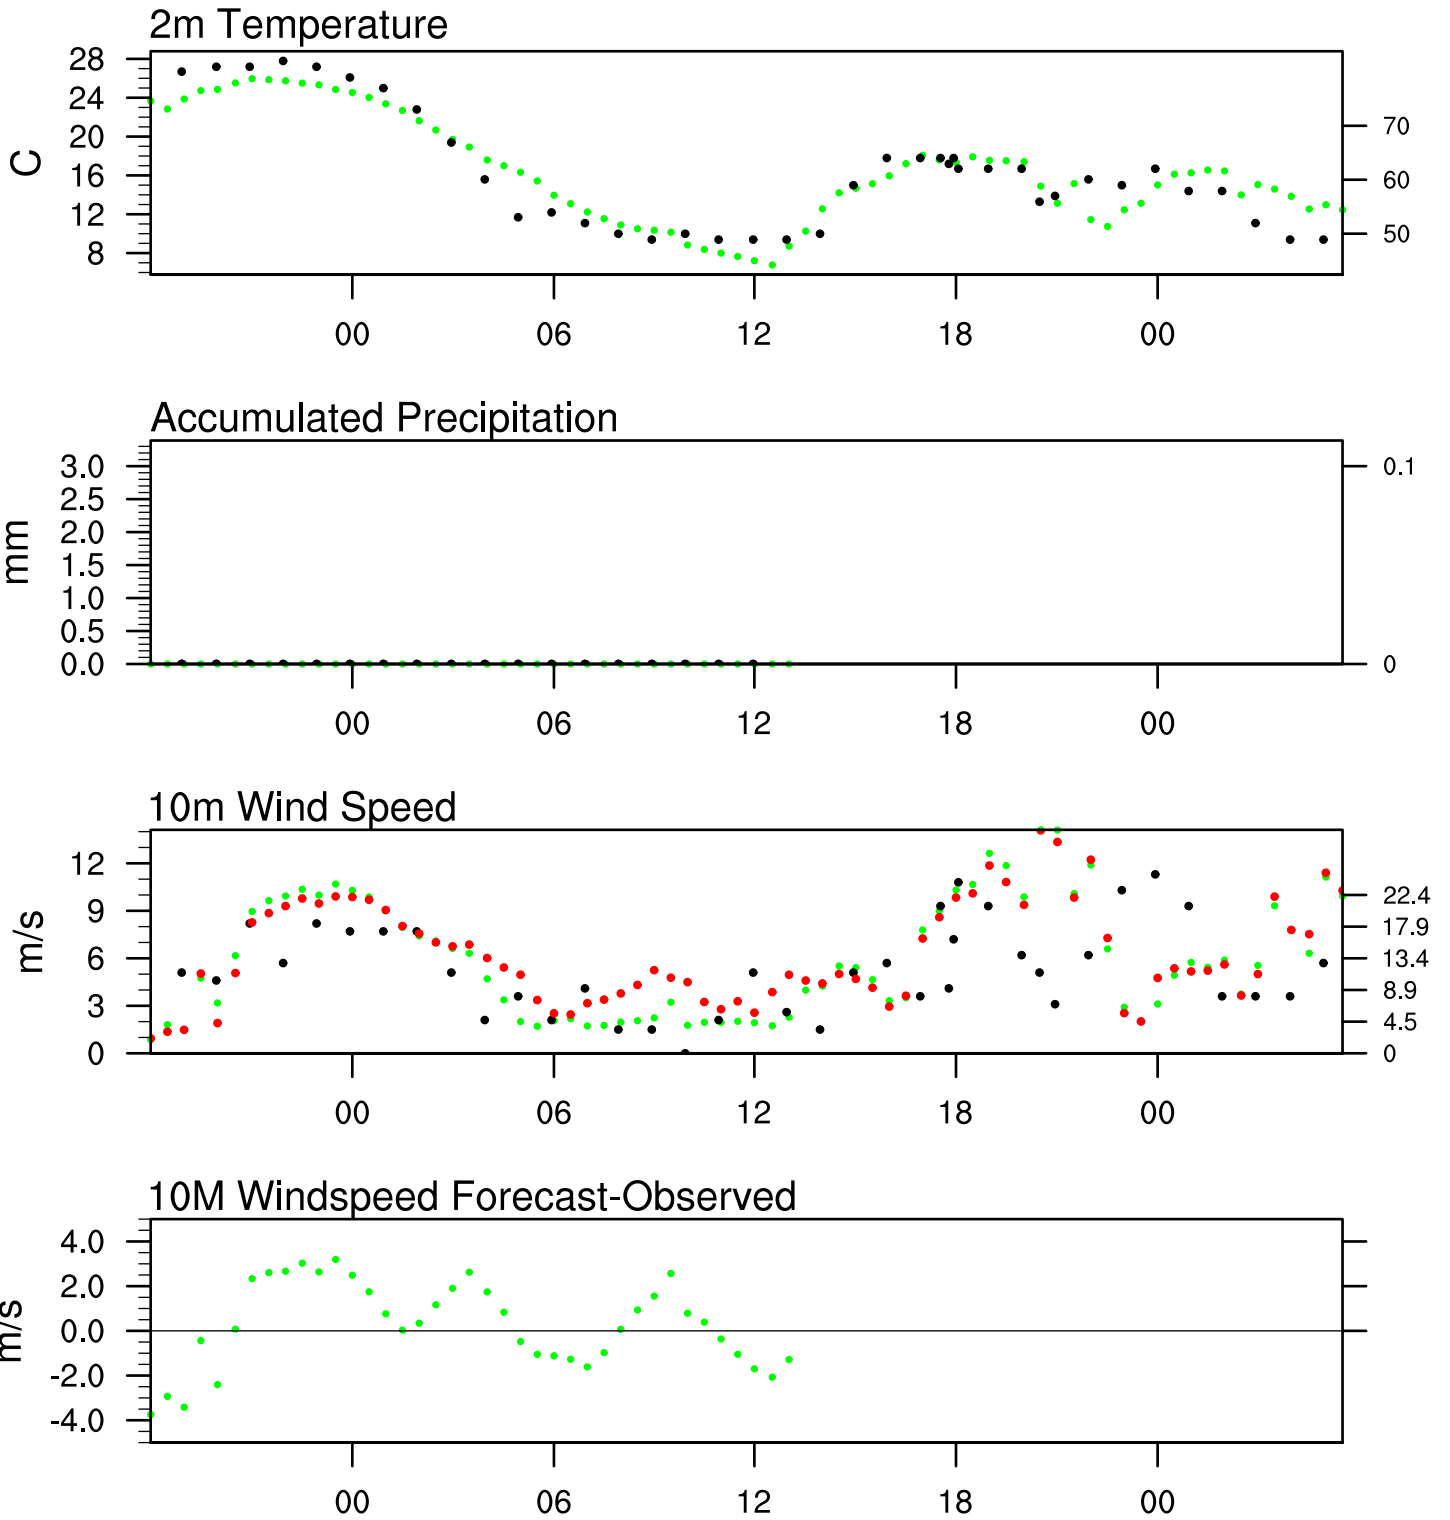 2m Temperature
28
24
20
16
12
8
C
70
60
50
00 06 12 18 00
Accumulated Precipitation
3.0
2.5
2.0
1.5
1.0
0.5
0.0
mm
0.1
0
00 06 12 18 00
10m Wind Speed
12
9
6
3
0
m/s
22.4
17.9
13.4
8.9
4.5
0
00 06 12 18 00
10M Windspeed Forecast-Observed
4.0
2.0
0.0
-2.0
-4.0
m/s
00 06 12 18 00